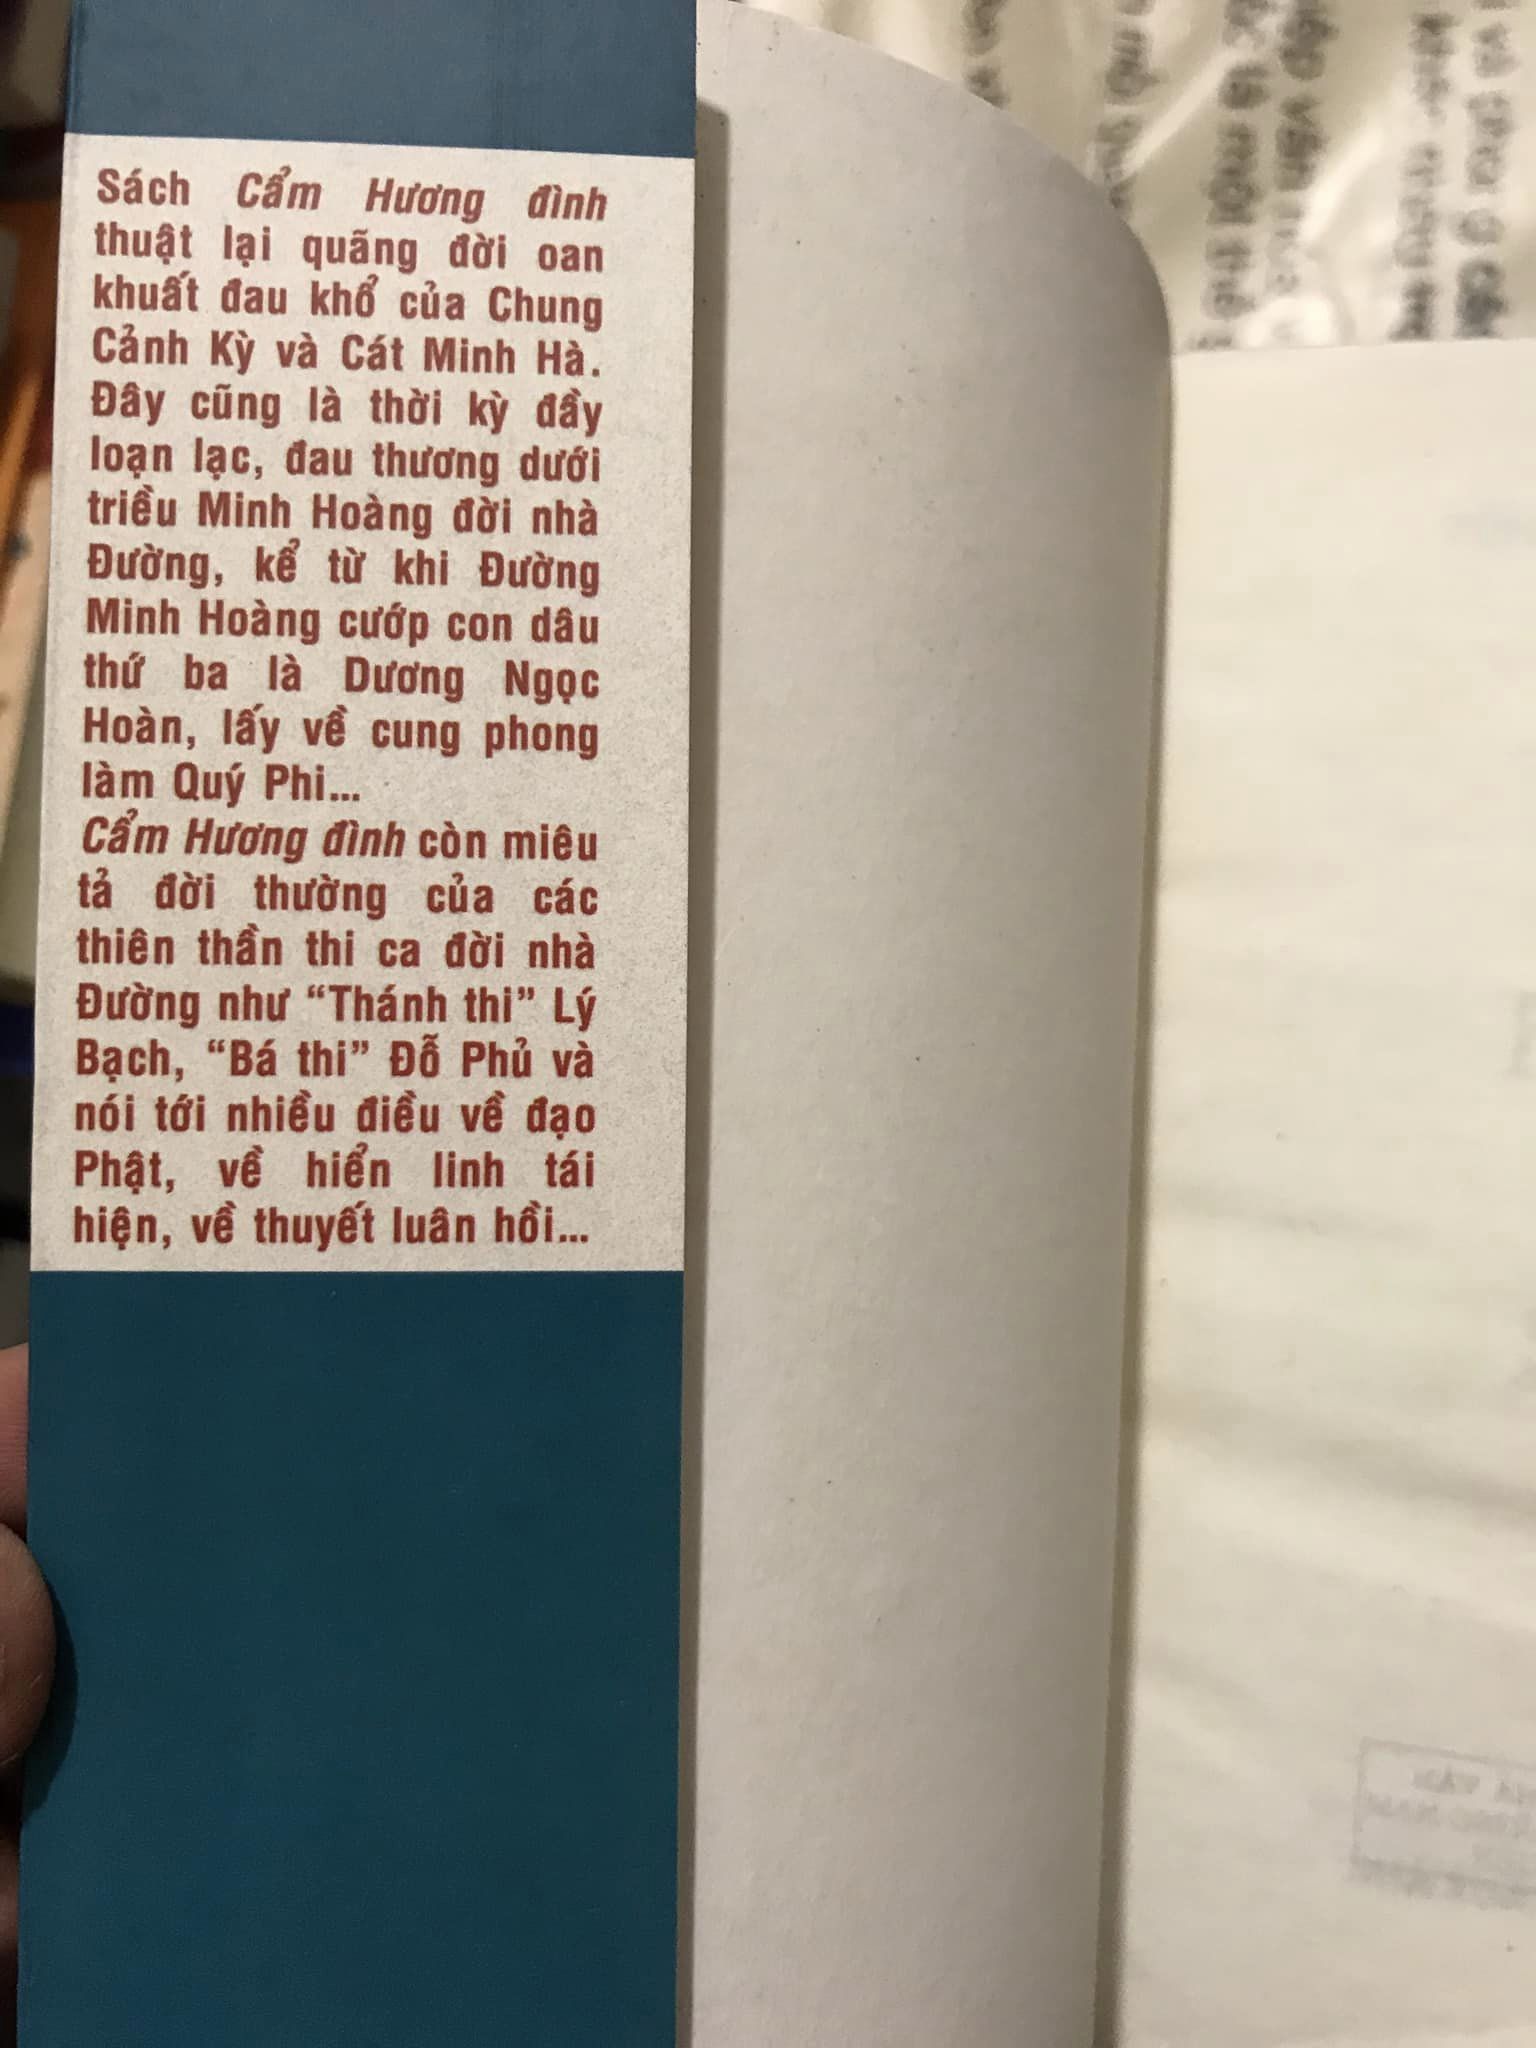 Sách Cẩm Hương đình
thuật lại quãng đời oan
khuất đau khổ của Chung
Cảnh Kỳ và Cát Minh Hà.
Đây cũng là thời kỳ đầy
loạn lạc, đau thương dưới
triều Minh Hoàng đời nhà
Đường, kể từ khi Đường
Minh Hoàng cướp con dâu
thứ ba là Dương Ngọc
Hoàn, lấy về cung phong
làm Quý Phi...
Cẩm Hương đình còn miêu
tả đời thường của các
thiên thần thi ca đời nhà
Đường như “Thánh thi” Lý
Bạch, “Bá thi” Đỗ Phủ và
nói tới nhiều điều về đạo
Phật, về hiển linh tái
hiện, về thuyết luân hồi...